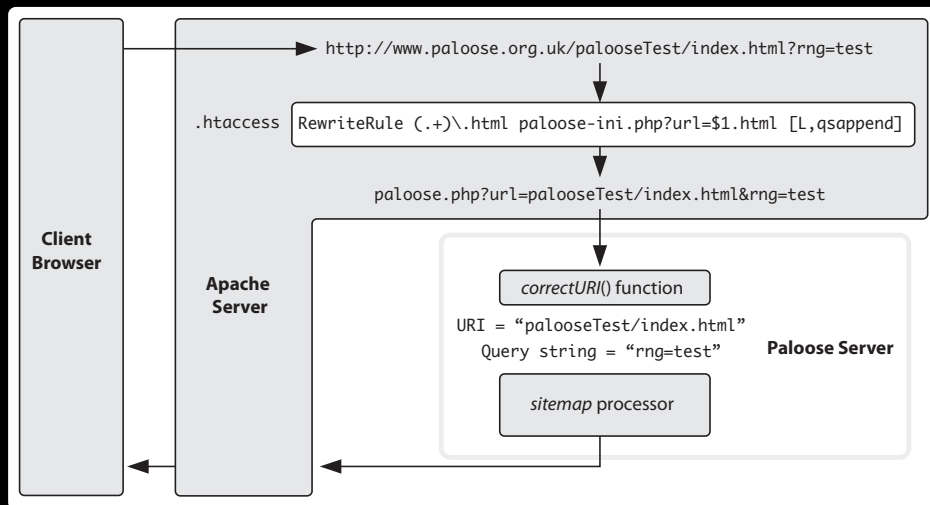 http://www.paloose.org.uk/palooseTest/index.html?rng=test
.htaccess
RewriteRule (.+)\.html paloose-ini.php?url=$1.html [L,qsappend]
paloose.php?url=palooseTest/index.html&rng=test
Client
Browser
Apache
Server
correctURI() function
URI = “palooseTest/index.html”
Query string = “rng=test”
Paloose Server
sitemap processor